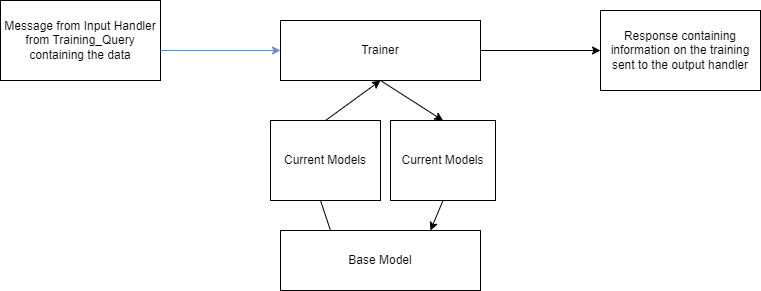 Message from Input Handler
from Training_Query
containing the data
Trainer
Response containing
information on the training
sent to the output handler
Current Models
Current Models
Base Model